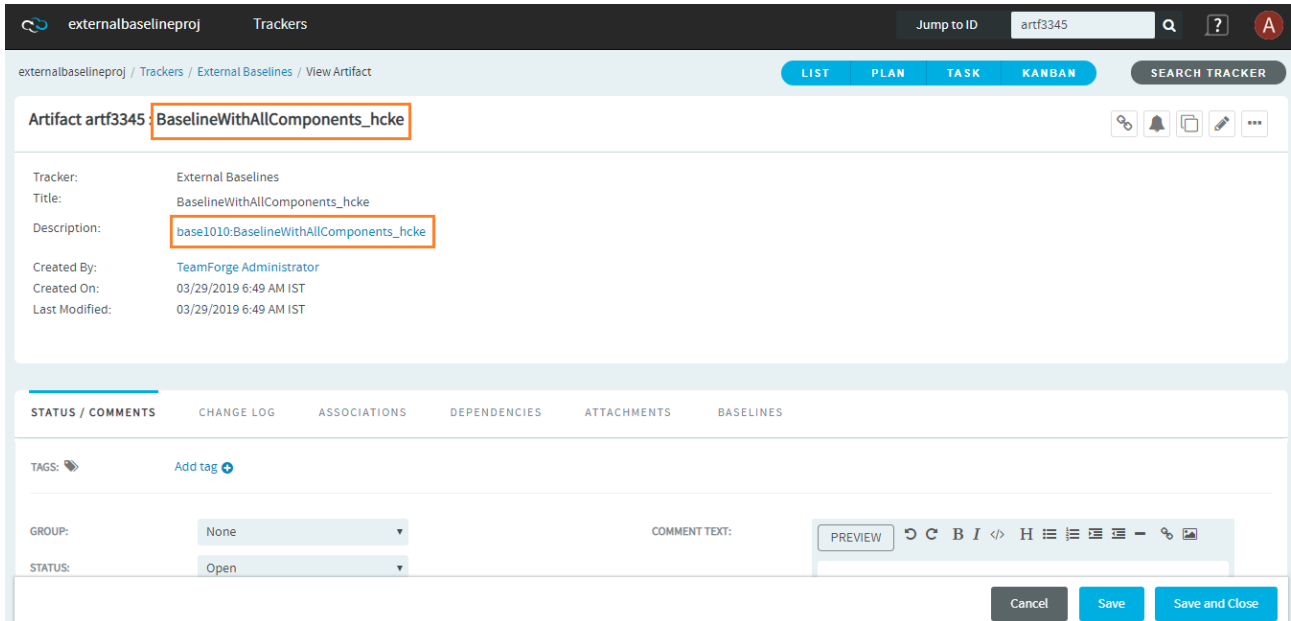 externalbaselineproj Trackers Jump to ID artf3345 ? A
externalbaselineproj / Trackers / External Baselines / View Artifact LIST PLAN TASK KANBAN SEARCH TRACKER
Artifact artf3345 : BaselineWithAllComponents_hcke
Tracker: External Baselines
Title: BaselineWithAllComponents_hcke
Description: base1010:BaselineWithAllComponents_hcke
Created By: TeamForge Administrator
Created On: 03/29/2019 6:49 AM IST
Last Modified: 03/29/2019 6:49 AM IST
STATUS / COMMENTS CHANGE LOG ASSOCIATIONS DEPENDENCIES ATTACHMENTS BASELINES
TAGS: Add tag
GROUP: None COMMENT TEXT: PREVIEW B I </> H
STATUS: Open
Cancel Save Save and Close